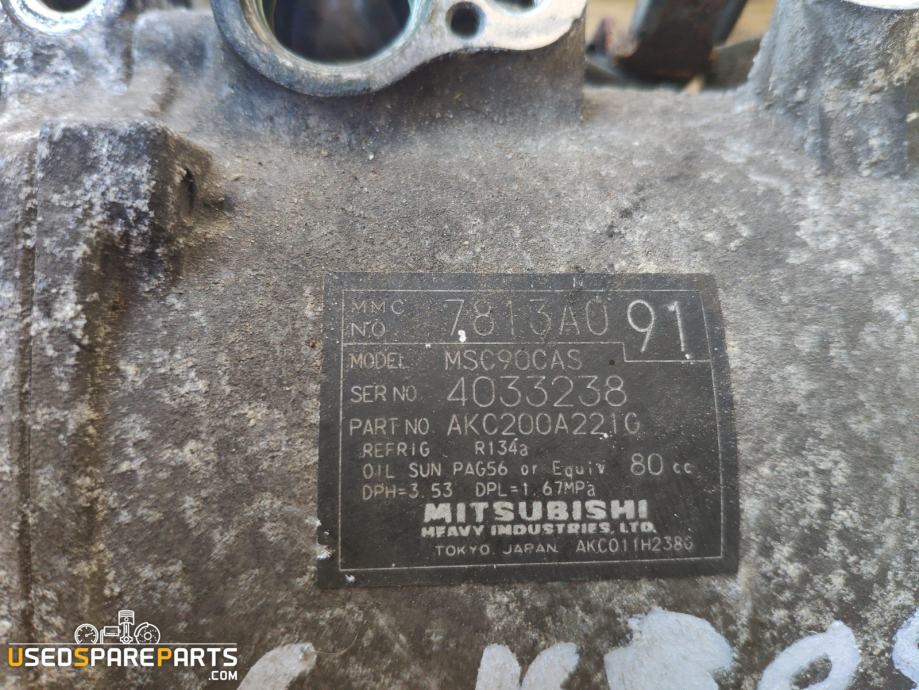 MMC NO. 7813A0 91
MODEL MSC90CAS
SER NO. 4033238
PART NO. AKC200A221G
REFRIG R134a
OIL SUN PAG56 or Equiv 80 cc
DPH=3.53 DPL=1.67MPa
MITSUBISHI
HEAVY INDUSTRIES, LTD.
TOKYO JAPAN AKC011H238G
USEDSPAREPARTS
.COM